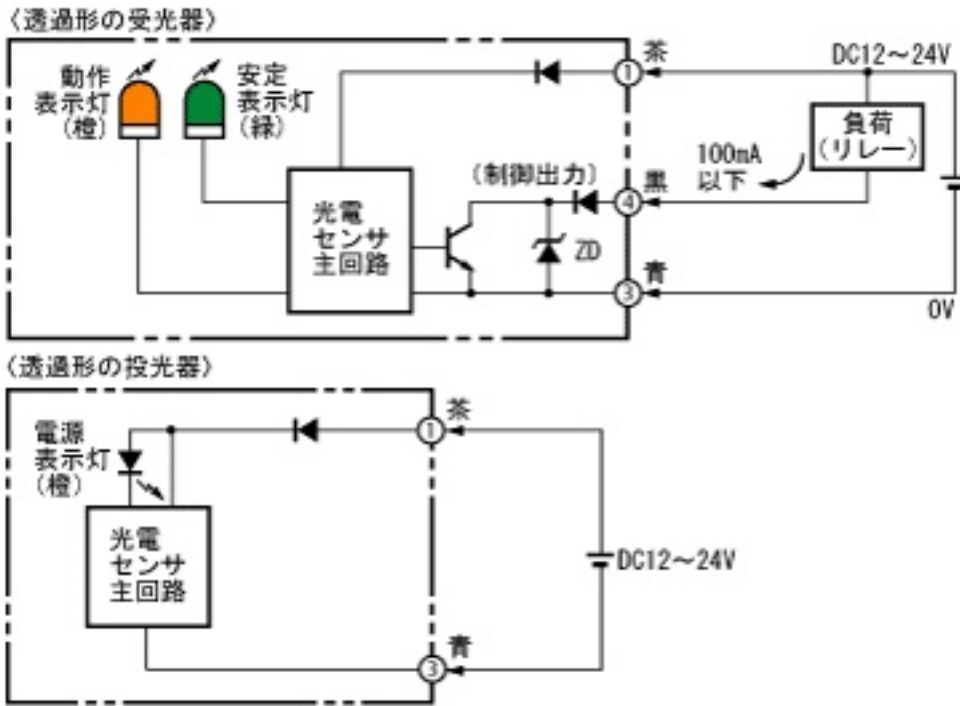 〈透過形の受光器〉
動作
表示灯
(橙)
安定
表示灯
(緑)
光電
センサ
主回路
(制御出力)
ZD
①
茶
④
黒
③
青
100mA
以下
DC12～24V
負荷
(リレー)
0V
〈透過形の投光器〉
電源
表示灯
(橙)
光電
センサ
主回路
①
茶
③
青
DC12～24V